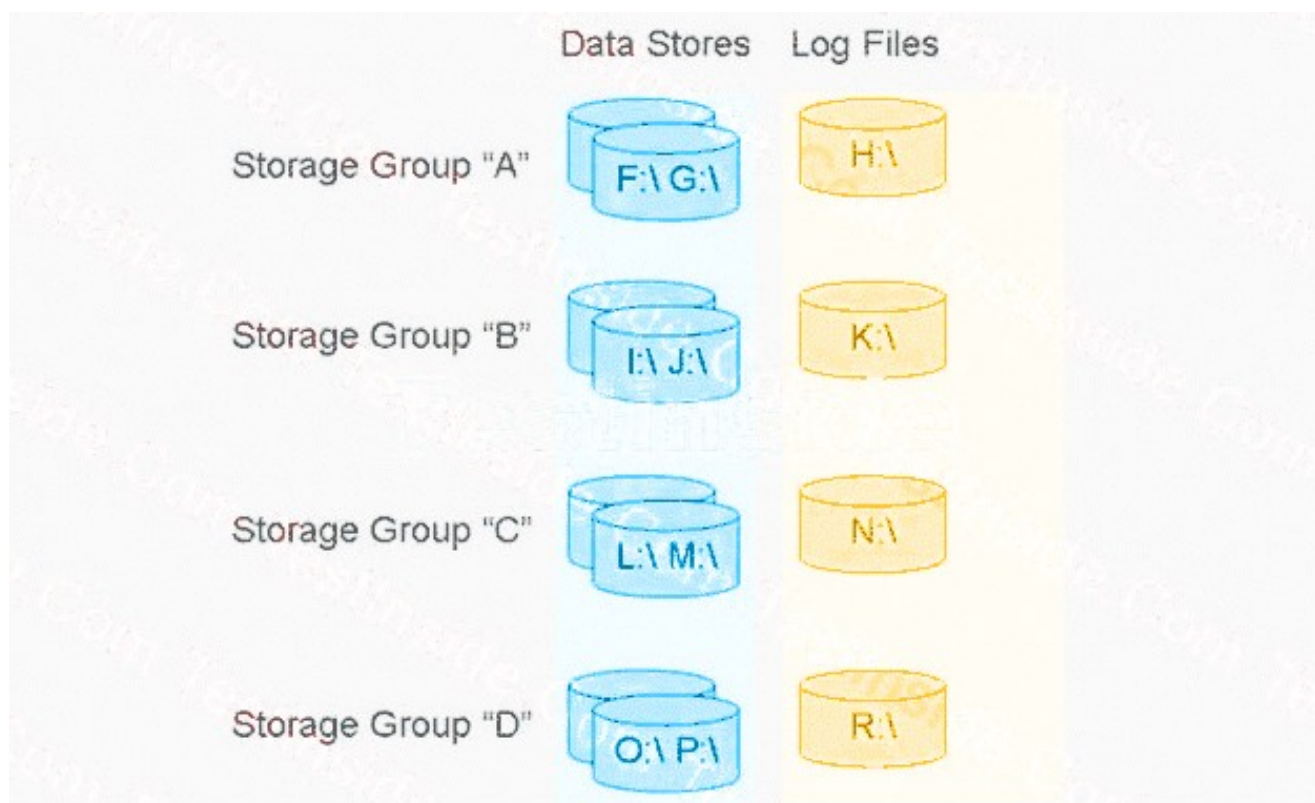 Data Stores Log Files
Storage Group "A" F:\ G:\ H:\
Storage Group "B" I:\ J:\ K:\
Storage Group "C" L:\ M:\ N:\
Storage Group "D" O:\ P:\ R:\